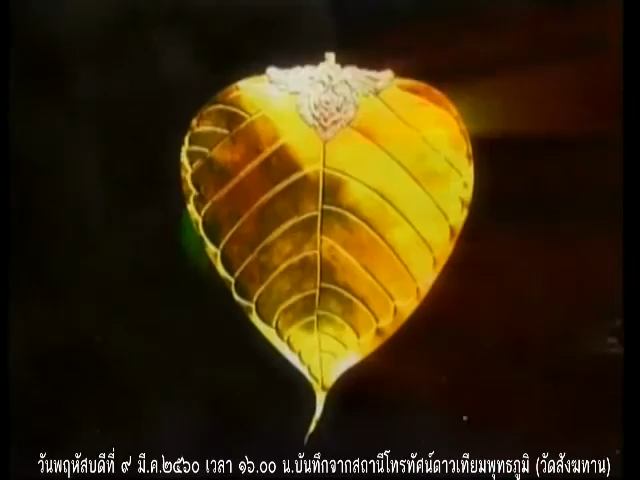 วันพฤหัสบดีที่ ๙ มี.ค.๒๕๖๐ เวลา ๑๖.๐๐ น.บันทึกจากสถานีโทรทัศน์ดาวเทียมพุทธภูมิ (วัดสังฆทาน)